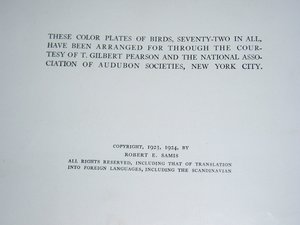 THESE COLOR PLATES OF BIRDS, SEVENTY-TWO IN ALL,
HAVE BEEN ARRANGED FOR THROUGH THE COUR-
TESY OF T. GILBERT PEARSON AND THE NATIONAL ASSO-
CIATION OF AUDUBON SOCIETIES, NEW YORK CITY.
COPYRIGHT, 1923, 1924, BY
ROBERT E. SAMIS
ALL RIGHTS RESERVED, INCLUDING THAT OF TRANSLATION
INTO FOREIGN LANGUAGES, INCLUDING THE SCANDINAVIAN